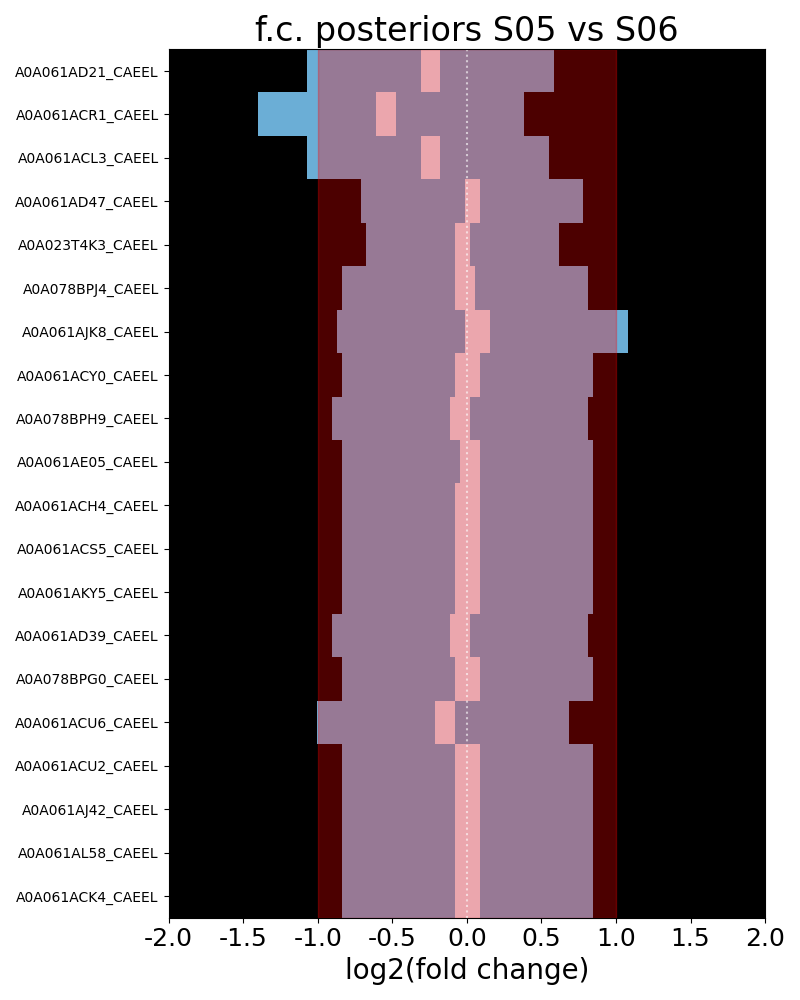 f.c. posteriors S05 vs S06
A0A061AD21_CAEEL
A0A061ACR1_CAEEL
A0A061ACL3_CAEEL
A0A061AD47_CAEEL
A0A023T4K3_CAEEL
A0A078BPJ4_CAEEL
A0A061AJK8_CAEEL
A0A061ACY0_CAEEL
A0A078BPH9_CAEEL
A0A061AE05_CAEEL
A0A061ACH4_CAEEL
A0A061ACS5_CAEEL
A0A061AKY5_CAEEL
A0A061AD39_CAEEL
A0A078BPG0_CAEEL
A0A061ACU6_CAEEL
A0A061ACU2_CAEEL
A0A061AJ42_CAEEL
A0A061AL58_CAEEL
A0A061ACK4_CAEEL
-2.0 -1.5 -1.0 -0.5 0.0 0.5 1.0 1.5 2.0
log2(fold change)